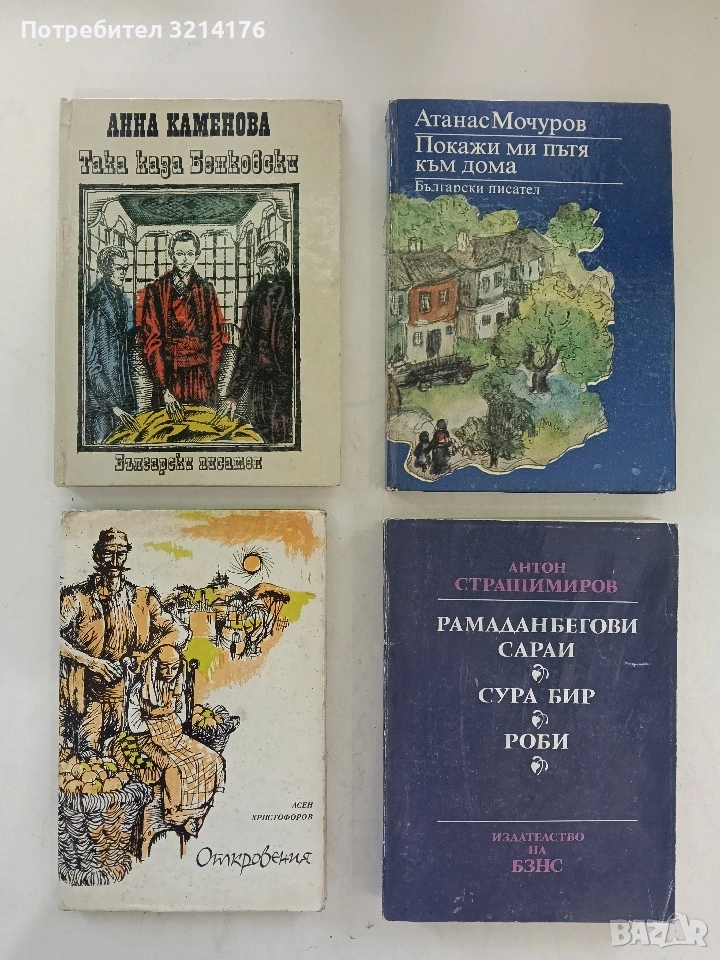 Потребител 3214176
АННА КАМЕНОВА
Така каза Бенковски
Български писател
Атанас Мочуров
Покажи ми пътя
към дома
Български писател
АСЕН
ХРИСТОФОРОВ
Откровения
АНТОН
СТРАШИМИРОВ
РАМАДАНБЕГОВИ
САРАИ
СУРА БИР
РОБИ
ИЗДАТЕЛСТВО
НА
БЗНС
BAZAR